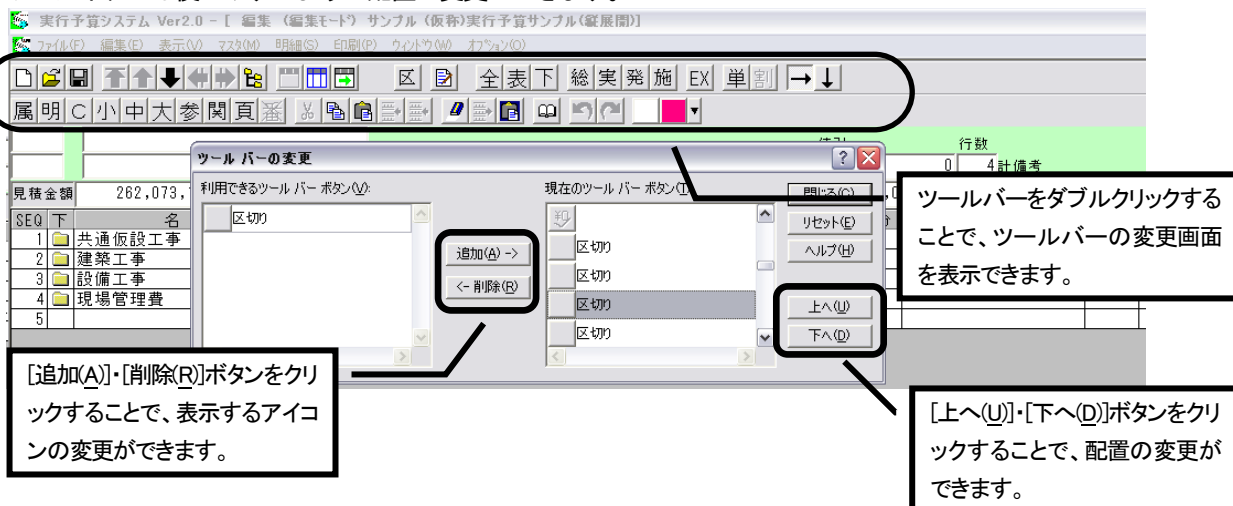 実行予算システム Ver2.0 - [ 編集 (編集モード) サンプル (仮称)実行予算サンプル(縦展開)]
ファイル(F) 編集(E) 表示(V) マスタ(M) 明細(S) 印刷(P) ウィンドウ(W) オプション(O)
区 全 表 下 総 実 発 施 EX 単 割 → ↓
属 明 C 小 中 大 参 関 頁 番
行数
0 4 計備考
ツール バーの変更
見積金額 262,073,
利用できるツール バー ボタン(V):
現在のツール バー ボタン(T)
閉じる(C)
SEQ 下 名
区切り
リセット(E)
1 共通仮設工事
区切り
追加(A) ->
ヘルプ(H)
2 建築工事
区切り
3 設備工事
<- 削除(R)
4 現場管理費
区切り
上へ(U)
5
区切り
下へ(D)
ツールバーをダブルクリックする
ことで、ツールバーの変更画面
を表示できます。
[追加(A)]・[削除(R)]ボタンをクリ
ックすることで、表示するアイコ
ンの変更ができます。
[上へ(U)]・[下へ(D)]ボタンをクリ
ックすることで、配置の変更が
できます。